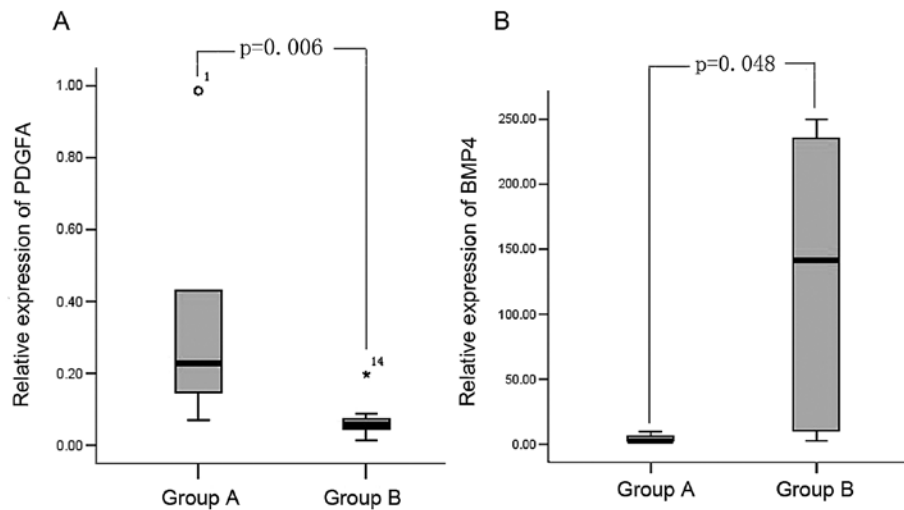 A
p=0.006
1
1.00
0.80
0.60
0.40
0.20
0.00
14
Relative expression of PDGFA
Group A
Group B
B
p=0.048
250.00
200.00
150.00
100.00
50.00
0.00
Relative expression of BMP4
Group A
Group B